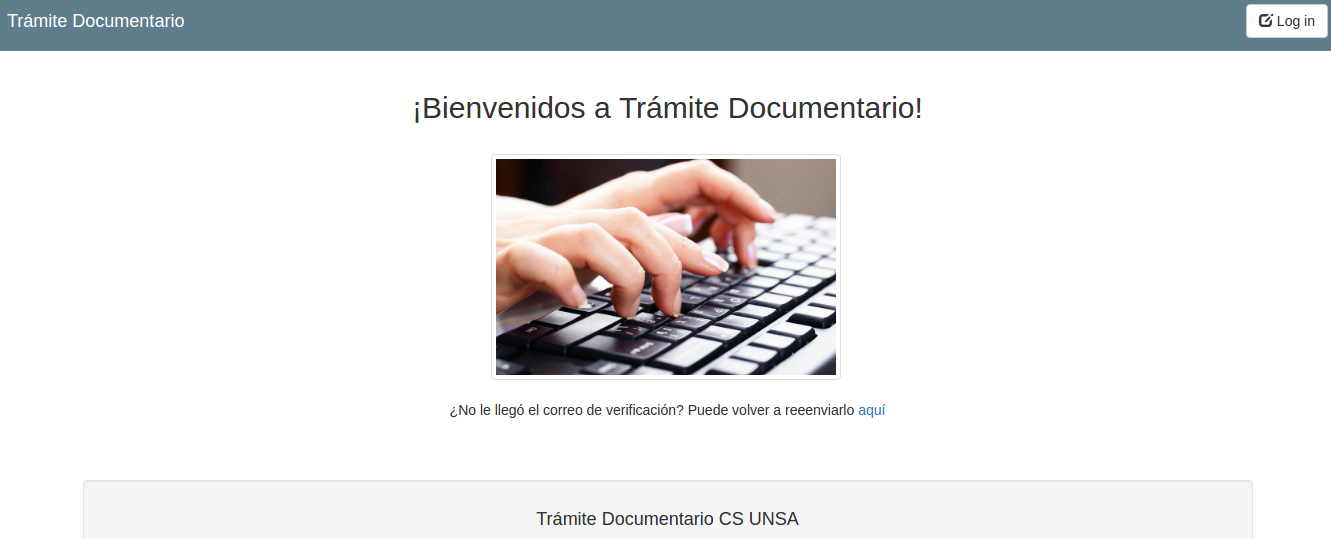 Trámite Documentario
Log in
¡Bienvenidos a Trámite Documentario!
¿No le llegó el correo de verificación? Puede volver a reeenviarlo aquí
Trámite Documentario CS UNSA